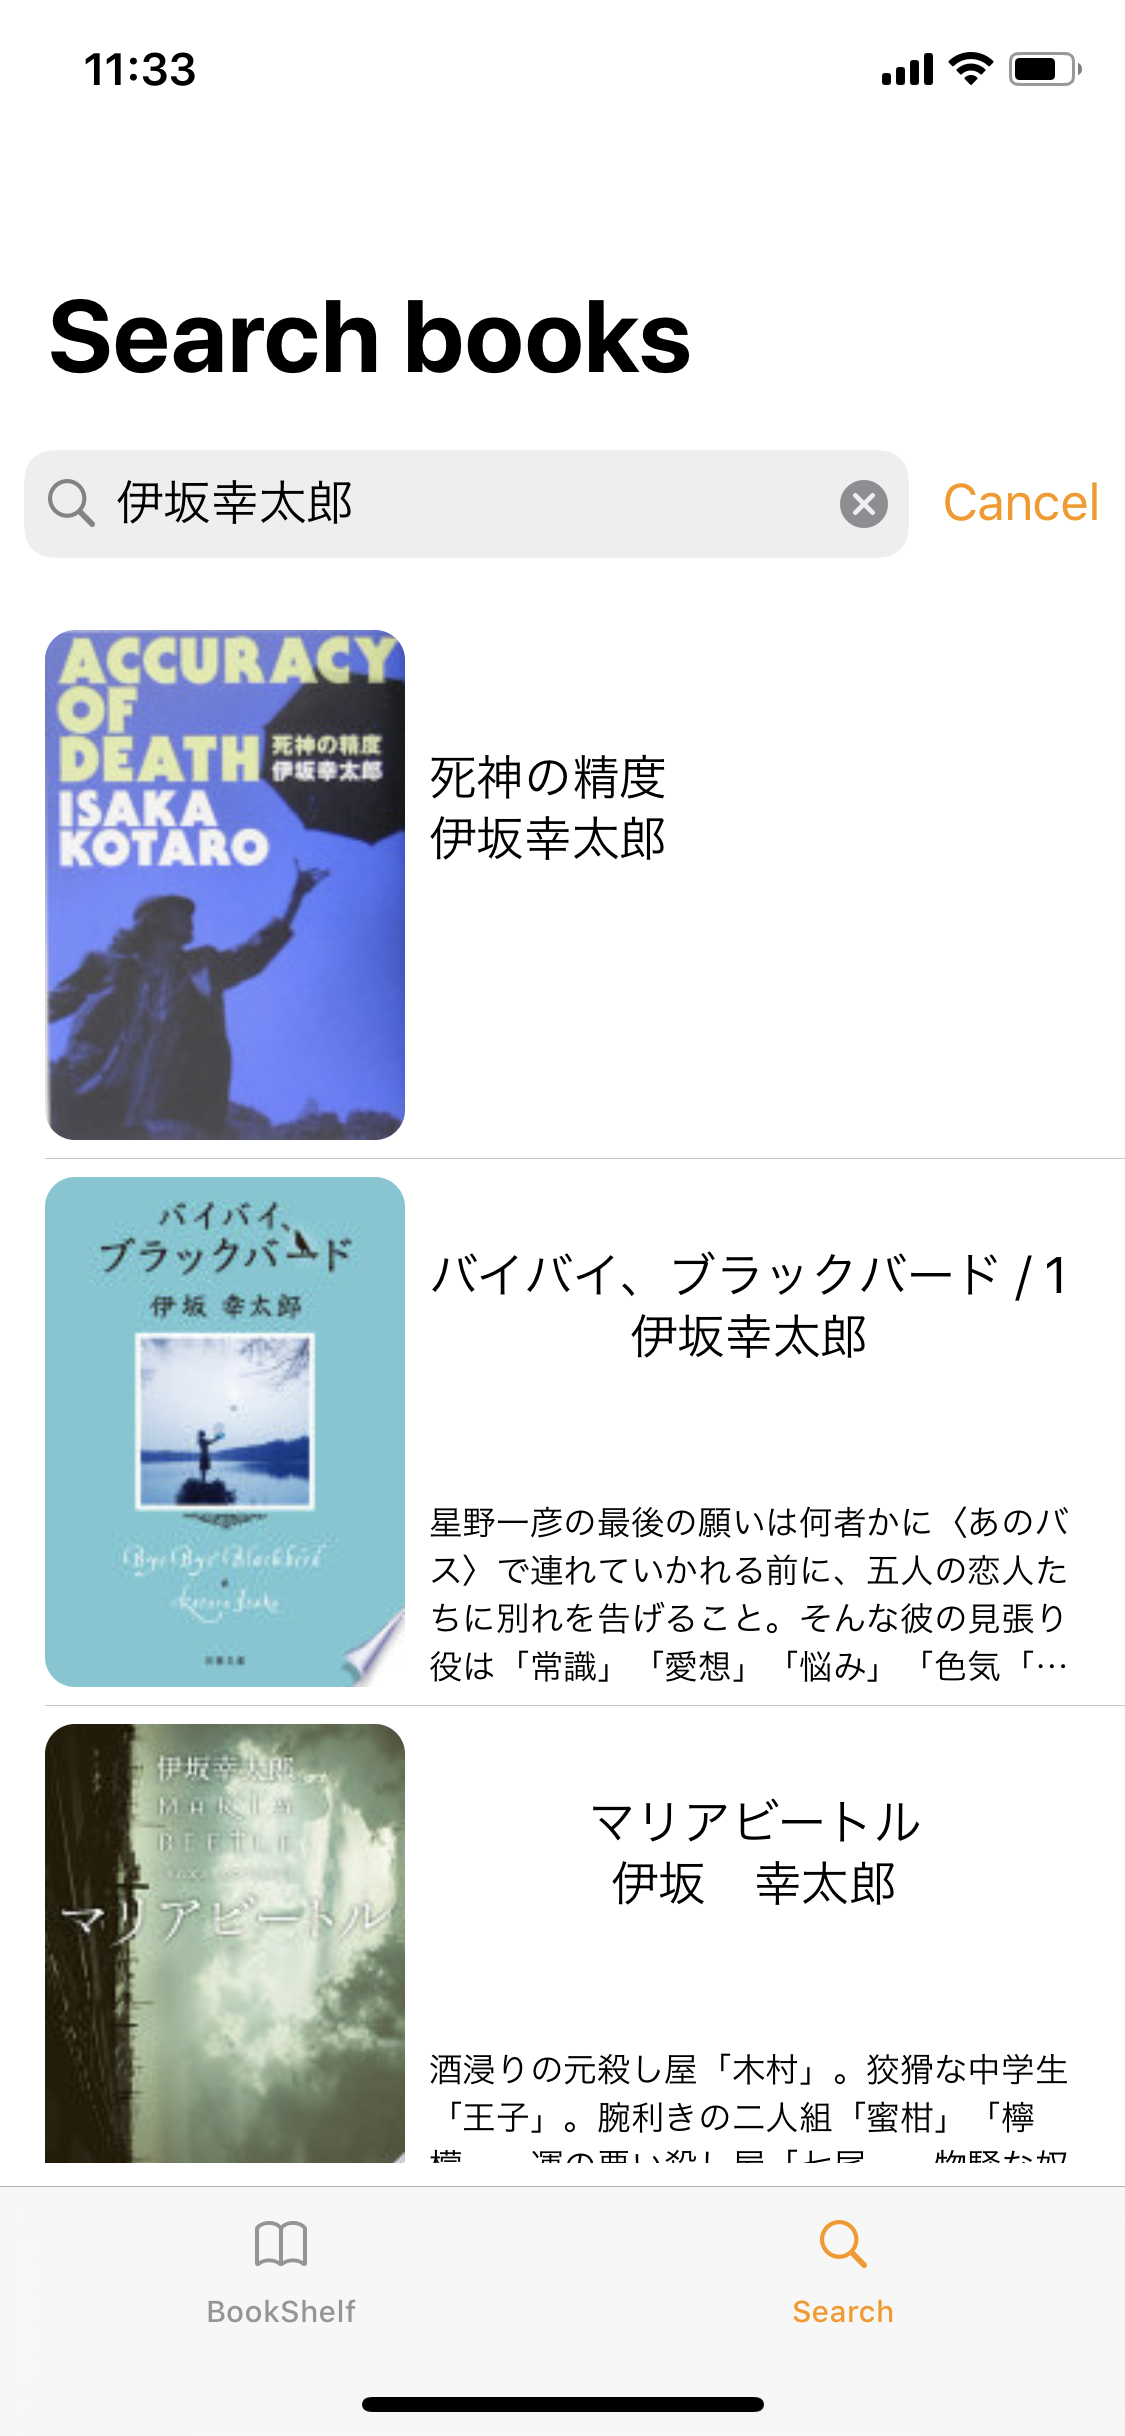 11:33
Search books
伊坂幸太郎
Cancel
ACCURACY
OF
DEATH
死神の精度
伊坂幸太郎
ISAKA
KOTARO
死神の精度
伊坂幸太郎
バイバイ、
ブラックバード
伊坂 幸太郎
Bye Bye Blackbird
Kotaro Isaka
バイバイ、ブラックバード / 1
伊坂幸太郎
星野一彦の最後の願いは何者かに〈あのバ
ス〉で連れていかれる前に、五人の恋人た
ちに別れを告げること。そんな彼の見張り
役は「常識」「愛想」「悩み」「色気「…
伊坂幸太郎
MARIA
BEETLE
マリアビートル
マリアビートル
伊坂　幸太郎
酒浸りの元殺し屋「木村」。狡猾な中学生
「王子」。腕利きの二人組「蜜柑」「檸
BookShelf
Search